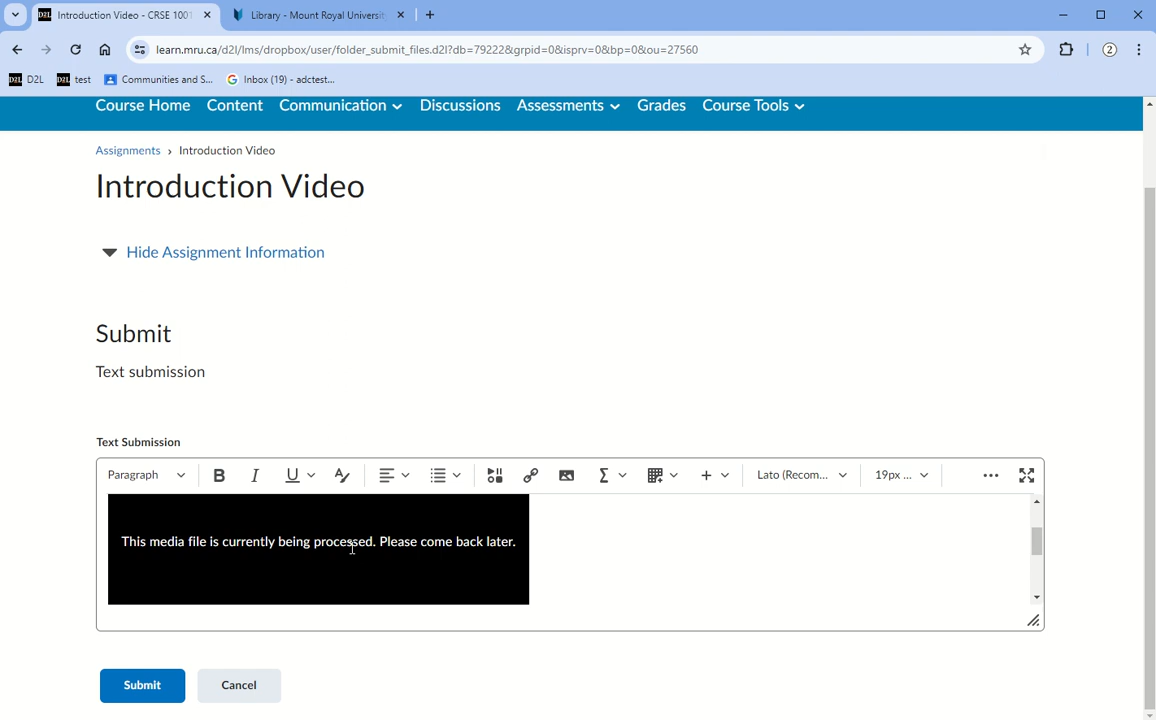 Introduction Video - CRSE 1001
Library - Mount Royal Universit
learn.mru.ca/d2l/lms/dropbox/user/folder_submit_files.d2l?db=79222&grpid=0&isprv=0&bp=0&ou=27560
2
D2L D2L
D2L test
Communities and S...
Inbox (19) - adctest...
Course Home Content Communication Discussions Assessments Grades Course Tools
Assignments › Introduction Video
Introduction Video
Hide Assignment Information
Submit
Text submission
Text Submission
Paragraph B I U Lato (Recom... 19px ...
This media file is currently being processed. Please come back later.
Submit Cancel